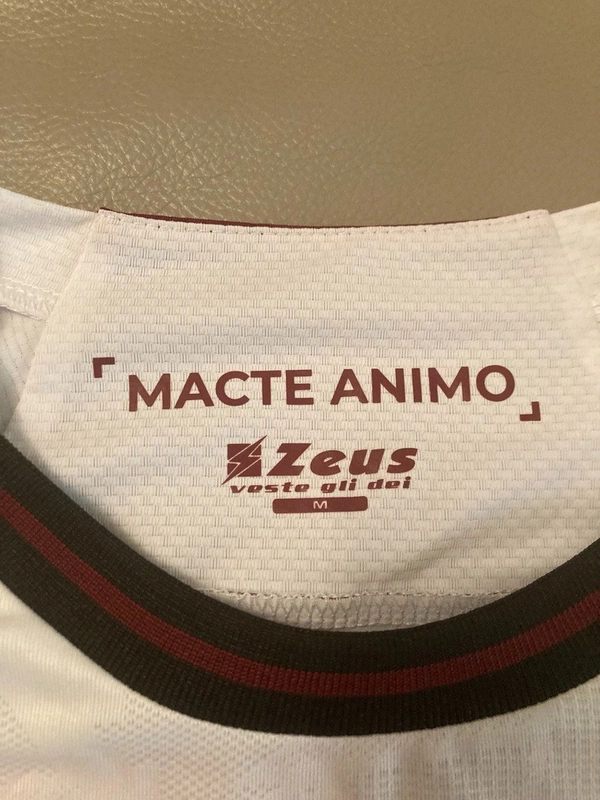 MACTE ANIMO
Zeus
veste gli dei
M